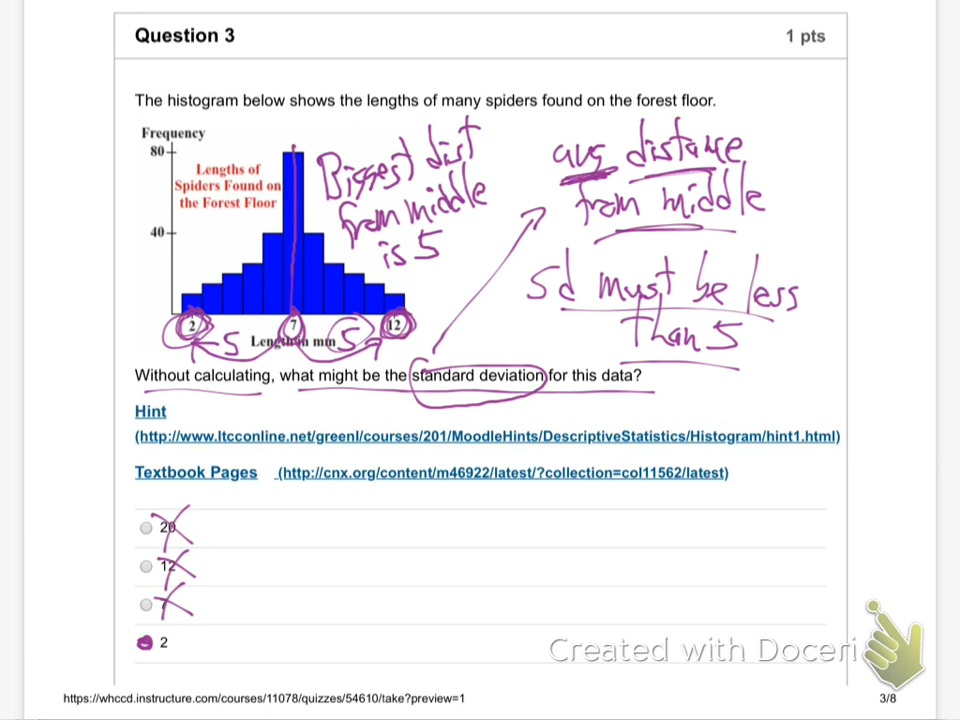 Question 3
1 pts
The histogram below shows the lengths of many spiders found on the forest floor.
Frequency
80
Lengths of
Spiders Found on
the Forest Floor
40
2
7
12
Length in mm
5
5
Biggest dist
from middle
is 5
avg distance
from middle
sd must be less
Than 5
Without calculating, what might be the standard deviation for this data?
Hint
(http://www.ltcconline.net/greenl/courses/201/MoodleHints/DescriptiveStatistics/Histogram/hint1.html)
Textbook Pages (http://cnx.org/content/m46922/latest/?collection=col11562/latest)
20
12
7
2
Created with Doceri
https://whccd.instructure.com/courses/11078/quizzes/54610/take?preview=1
3/8